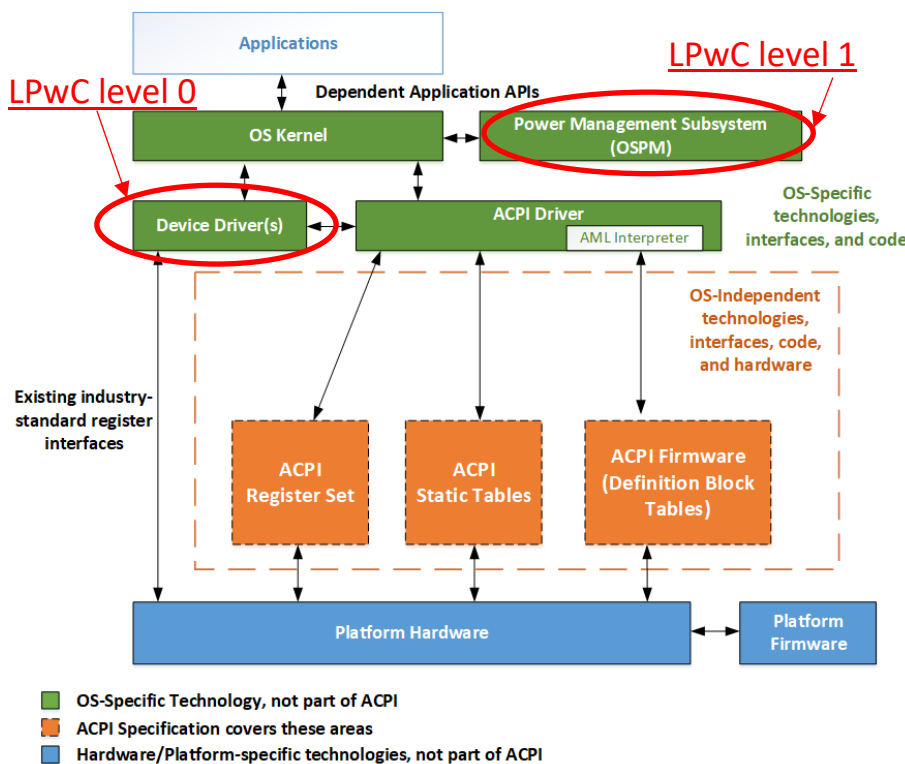 Applications
LPwC level 1
LPwC level 0
Dependent Application APIs
OS Kernel
Power Management Subsystem
(OSPM)
Device Driver(s)
ACPI Driver
AML Interpreter
OS-Specific
technologies,
interfaces, and code
OS-Independent
technologies,
interfaces, code,
and hardware
Existing industry-
standard register
interfaces
ACPI
Register Set
ACPI
Static Tables
ACPI Firmware
(Definition Block
Tables)
Platform Hardware
Platform
Firmware
OS-Specific Technology, not part of ACPI
ACPI Specification covers these areas
Hardware/Platform-specific technologies, not part of ACPI